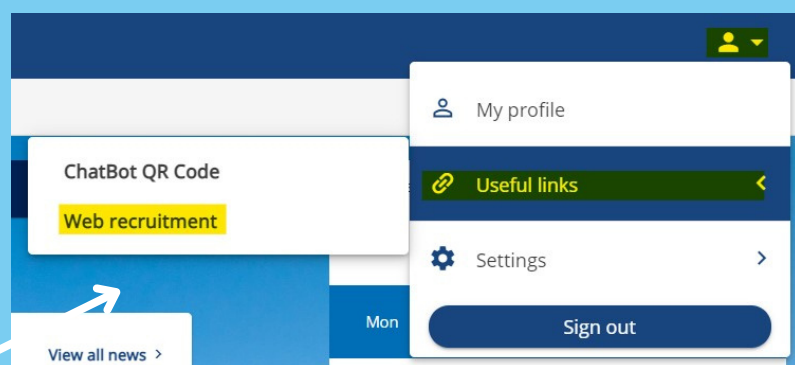 My profile
ChatBot QR Code
Useful links
Web recruitment
Settings
Mon
Sign out
View all news